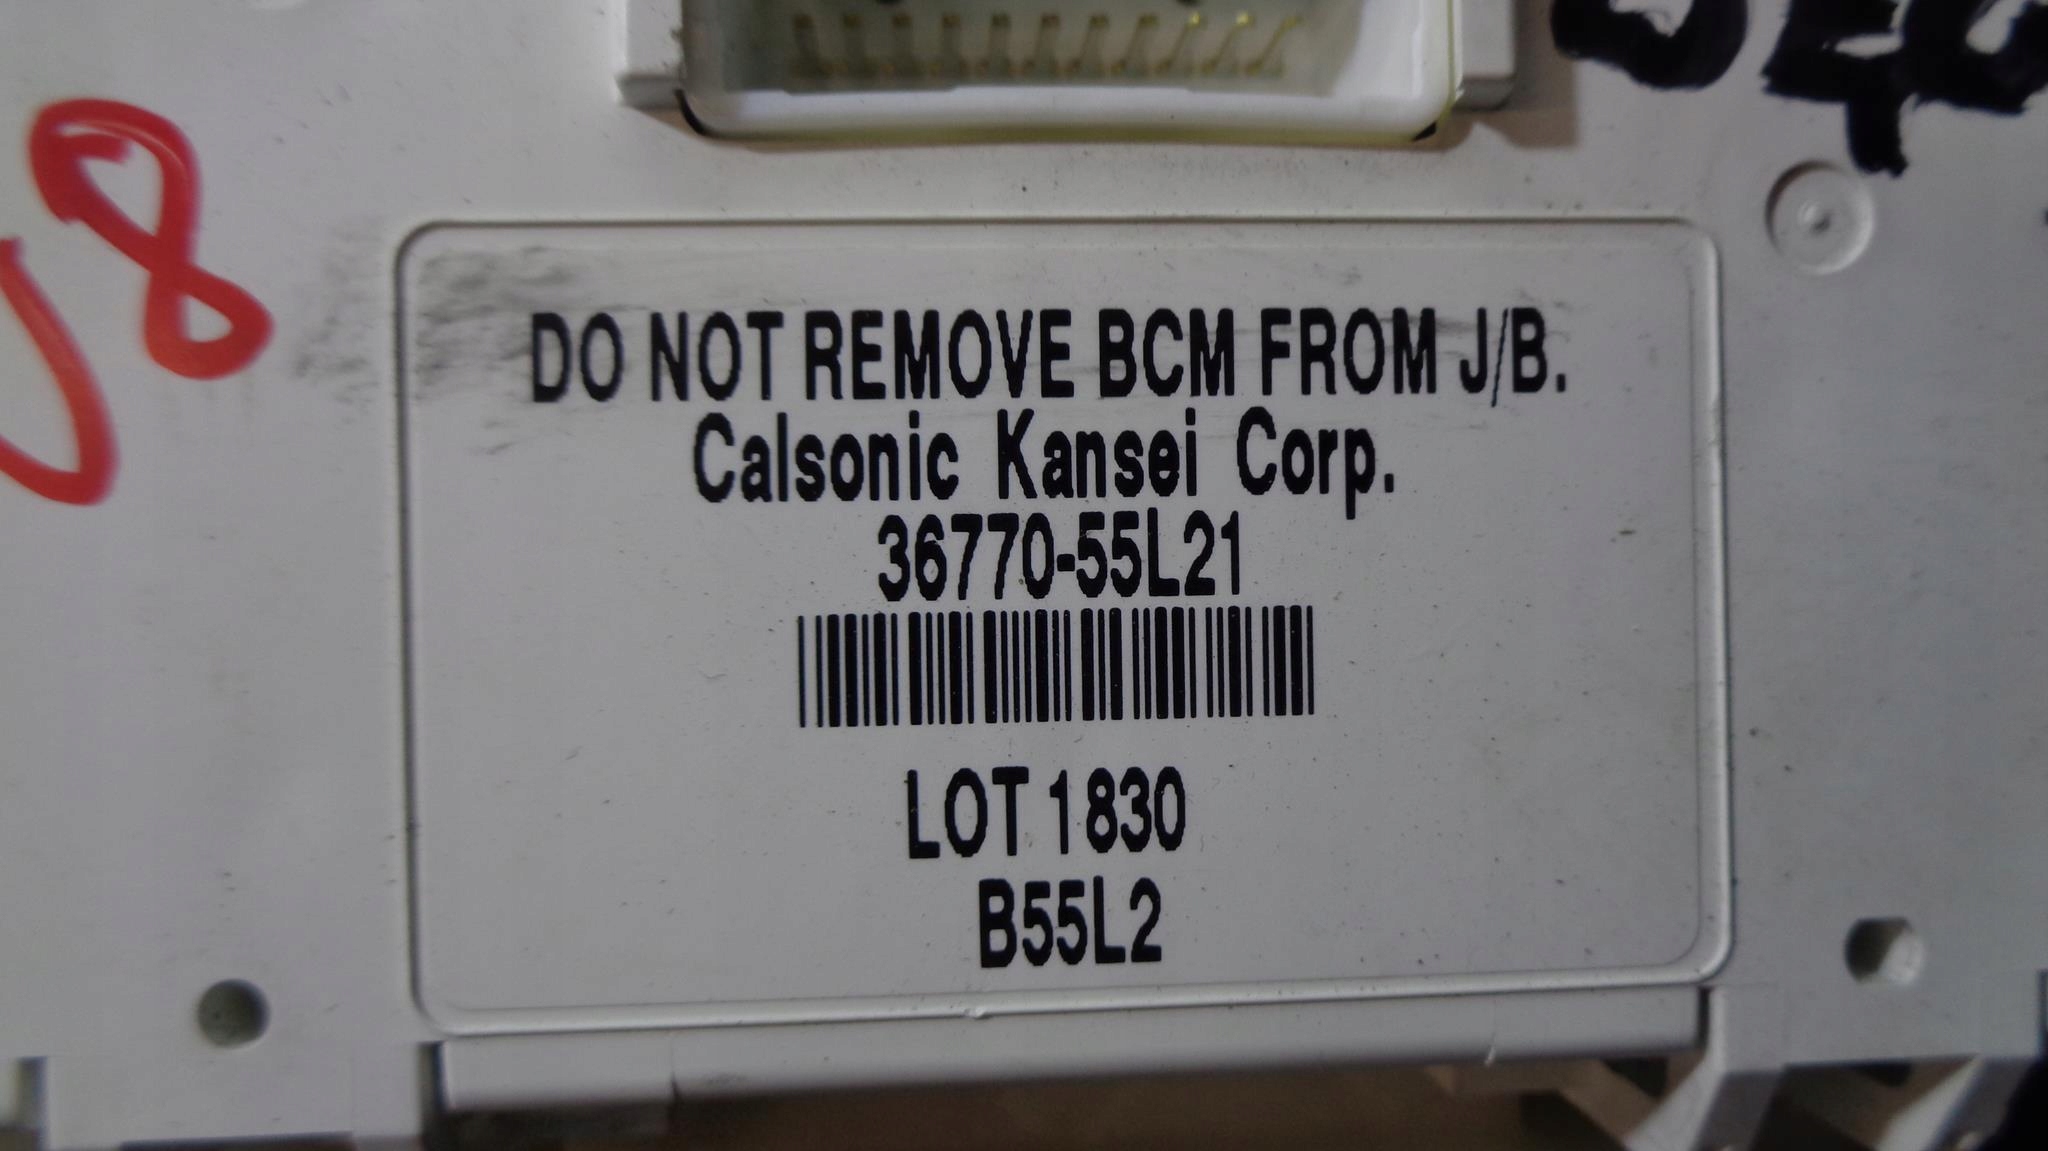 DO NOT REMOVE BCM FROM J/B.
Calsonic Kansei Corp.
36770-55L21
LOT 1830
B55L2